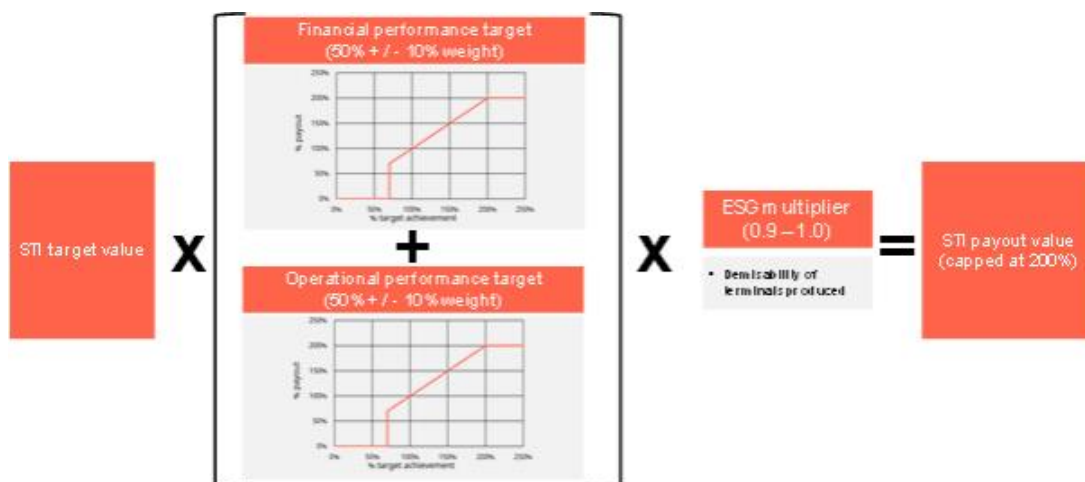 Financial performance target
(50% + / - 10% weight)
250%
200%
150%
100%
50%
0%
% payout
0% 50% 100% 150% 200% 250%
% target achievement
STI target value
X
+
X
ESG multiplier
(0.9 – 1.0)
• Demisability of
terminals produced
=
STI payout value
(capped at 200%)
Operational performance target
(50% + / - 10% weight)
250%
200%
150%
100%
50%
0%
% payout
0% 50% 100% 150% 200% 250%
% target achievement